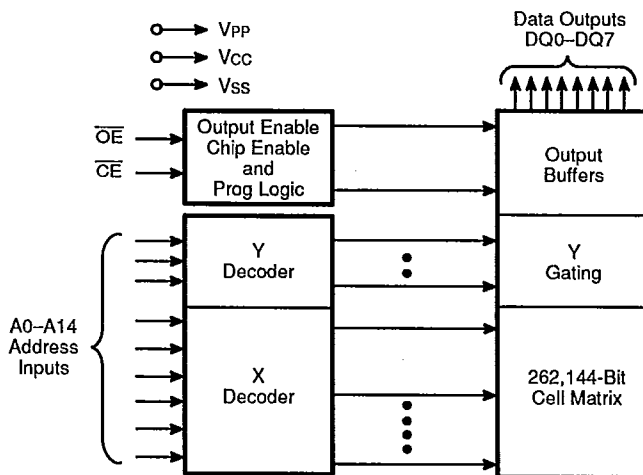 Data Outputs
DQ0–DQ7
VPP
VCC
VSS
OE
CE
Output Enable
Chip Enable
and
Prog Logic
Output
Buffers
Y
Decoder
Y
Gating
A0–A14
Address
Inputs
X
Decoder
262,144-Bit
Cell Matrix